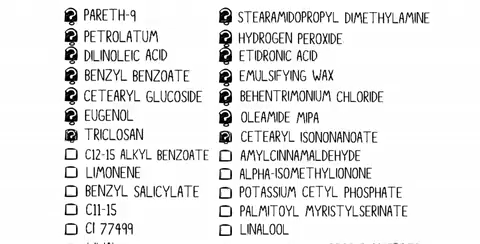 PARETH-9
PETROLATUM
DILINOLEIC ACID
BENZYL BENZOATE
CETEARYL GLUCOSIDE
EUGENOL
TRICLOSAN
C12-15 ALKYL BENZOATE
LIMONENE
BENZYL SALICYLATE
C11-15
CI 77499
STEARAMIDOPROPYL DIMETHYLAMINE
HYDROGEN PEROXIDE
ETIDRONIC ACID
EMULSIFYING WAX
BEHENTRIMONIUM CHLORIDE
OLEAMIDE MIPA
CETEARYL ISONONANOATE
AMYLCINNAMALDEHYDE
ALPHA-ISOMETHYLIONONE
POTASSIUM CETYL PHOSPHATE
PALMITOYL MYRISTYLSERINATE
LINALOOL